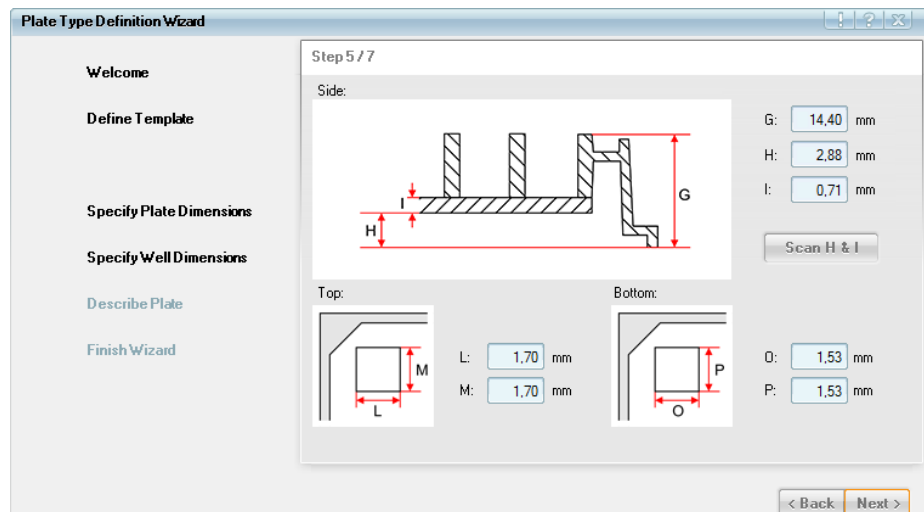 Plate Type Definition Wizard
! ? X
Welcome
Define Template
Specify Plate Dimensions
Specify Well Dimensions
Describe Plate
Finish Wizard
Step 5 / 7
Side:
I
H
G
G: 14,40 mm
H: 2,88 mm
I: 0,71 mm
Scan H & I
Top:
M
L
L: 1,70 mm
M: 1,70 mm
Bottom:
P
O
O: 1,53 mm
P: 1,53 mm
< Back Next >